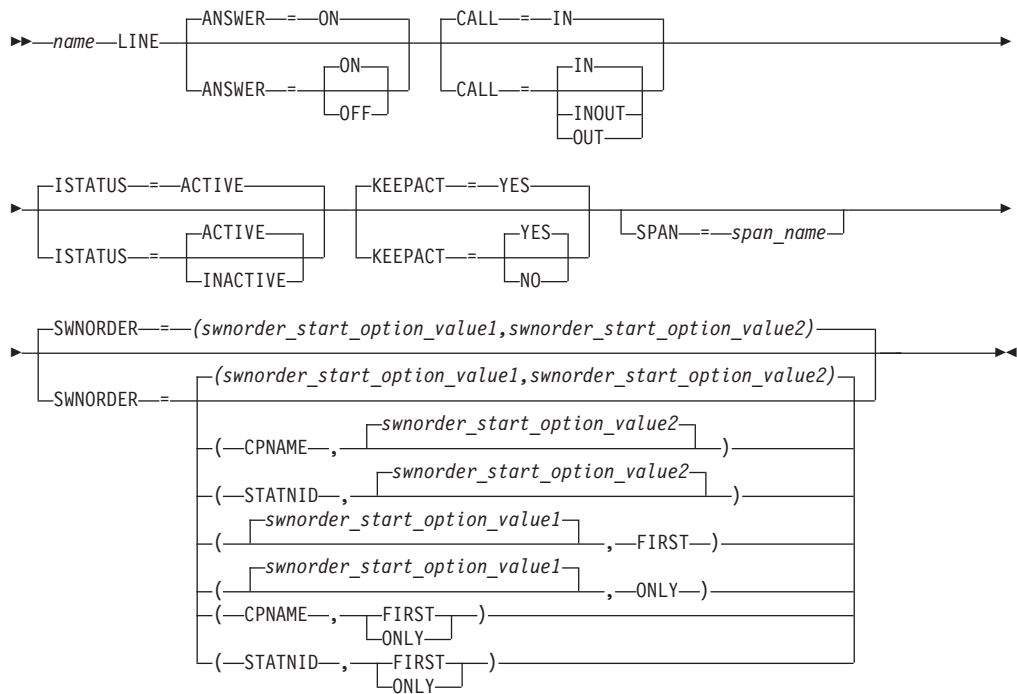 ANSWER = ON CALL = IN
name LINE
ANSWER = ON CALL = IN
OFF INOUT
OUT
ISTATUS = ACTIVE KEEPACT = YES
ISTATUS = ACTIVE KEEPACT = YES SPAN = span_name
INACTIVE NO
SWNORDER = (swnorder_start_option_value1,swnorder_start_option_value2)
(swnorder_start_option_value1,swnorder_start_option_value2)
SWNORDER =
swnorder_start_option_value2
( CPNAME , )
swnorder_start_option_value2
( STATNID , )
swnorder_start_option_value1
( , FIRST )
swnorder_start_option_value1
( , ONLY )
( CPNAME , FIRST )
ONLY
( STATNID , FIRST )
ONLY